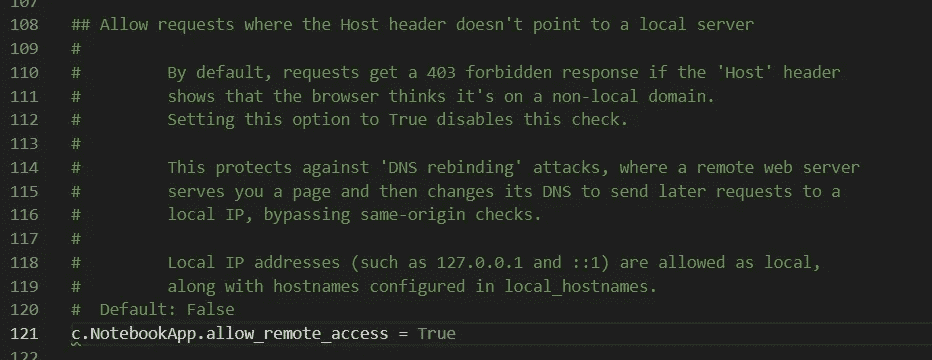 107
108 ## Allow requests where the Host header doesn't point to a local server
109 #
110 #         By default, requests get a 403 forbidden response if the 'Host' header
111 #         shows that the browser thinks it's on a non-local domain.
112 #         Setting this option to True disables this check.
113 #
114 #         This protects against 'DNS rebinding' attacks, where a remote web server
115 #         serves you a page and then changes its DNS to send later requests to a
116 #         local IP, bypassing same-origin checks.
117 #
118 #         Local IP addresses (such as 127.0.0.1 and ::1) are allowed as local,
119 #         along with hostnames configured in local_hostnames.
120 #  Default: False
121 c.NotebookApp.allow_remote_access = True
122